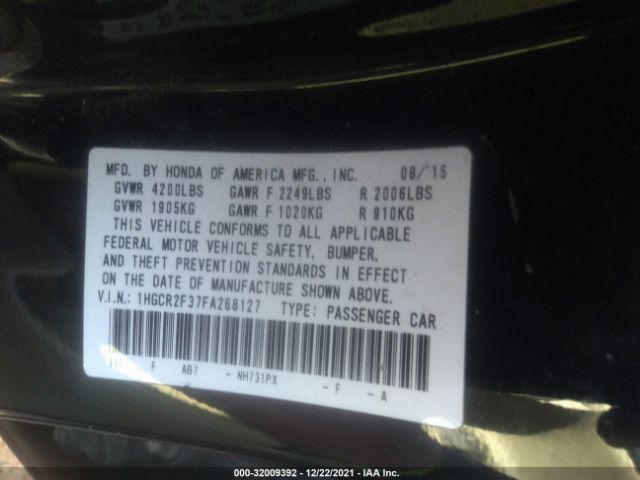 MFD. BY HONDA OF AMERICA MFG., INC. 08/'15
GVWR 4200LBS GAWR F 2249LBS R 2006LBS
GVWR 1905KG GAWR F 1020KG R 910KG
THIS VEHICLE CONFORMS TO ALL APPLICABLE
FEDERAL MOTOR VEHICLE SAFETY, BUMPER,
AND THEFT PREVENTION STANDARDS IN EFFECT
ON THE DATE OF MANUFACTURE SHOWN ABOVE.
V.I.N.: 1HGCR2F37FA268127 TYPE: PASSENGER CAR
F AB7 - NH731PX - F - A
000-32009392 - 12/22/2021 - IAA Inc.